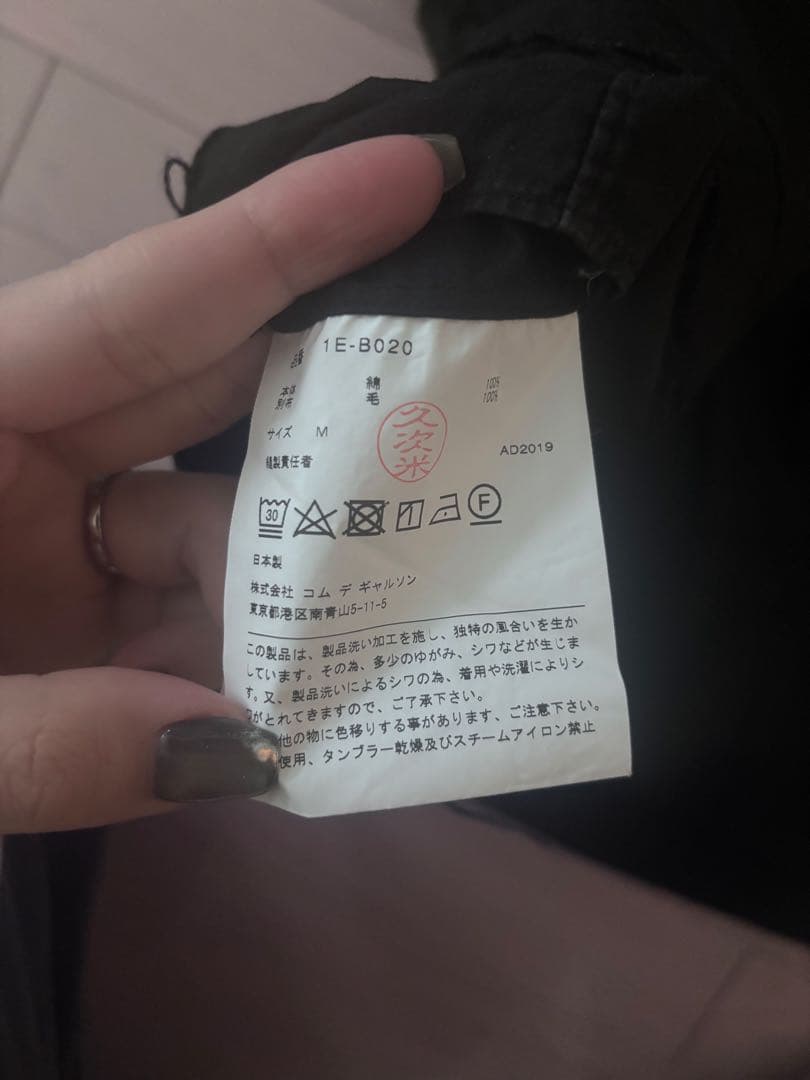 品番 1E-B020
本体 綿 100%
別布 毛 100%
サイズ M
縫製責任者 久次米
AD2019
30
F
日本製
株式会社 コム デ ギャルソン
東京都港区南青山5-11-5
この製品は、製品洗い加工を施し、独特の風合いを生か
しています。その為、多少のゆがみ、シワなどが生じま
す。又、製品洗いによるシワの為、着用や洗濯によりシ
ワがとれてきますので、ご了承下さい。
他の物に色移りする事があります、ご注意下さい。
使用、タンブラー乾燥及びスチームアイロン禁止